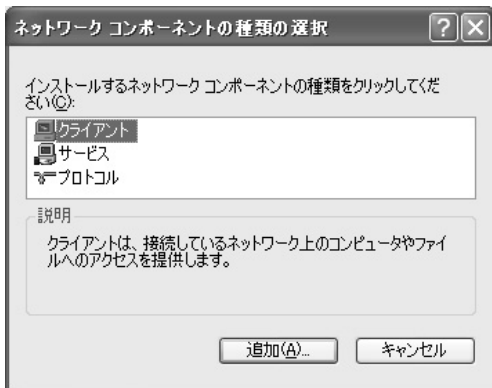 ネットワーク コンポーネントの種類の選択
インストールするネットワーク コンポーネントの種類をクリックしてくだ
さい(C):
クライアント
サービス
プロトコル
説明
クライアントは、接続しているネットワーク上のコンピュータやファイ
ルへのアクセスを提供します。
追加(A)...
キャンセル